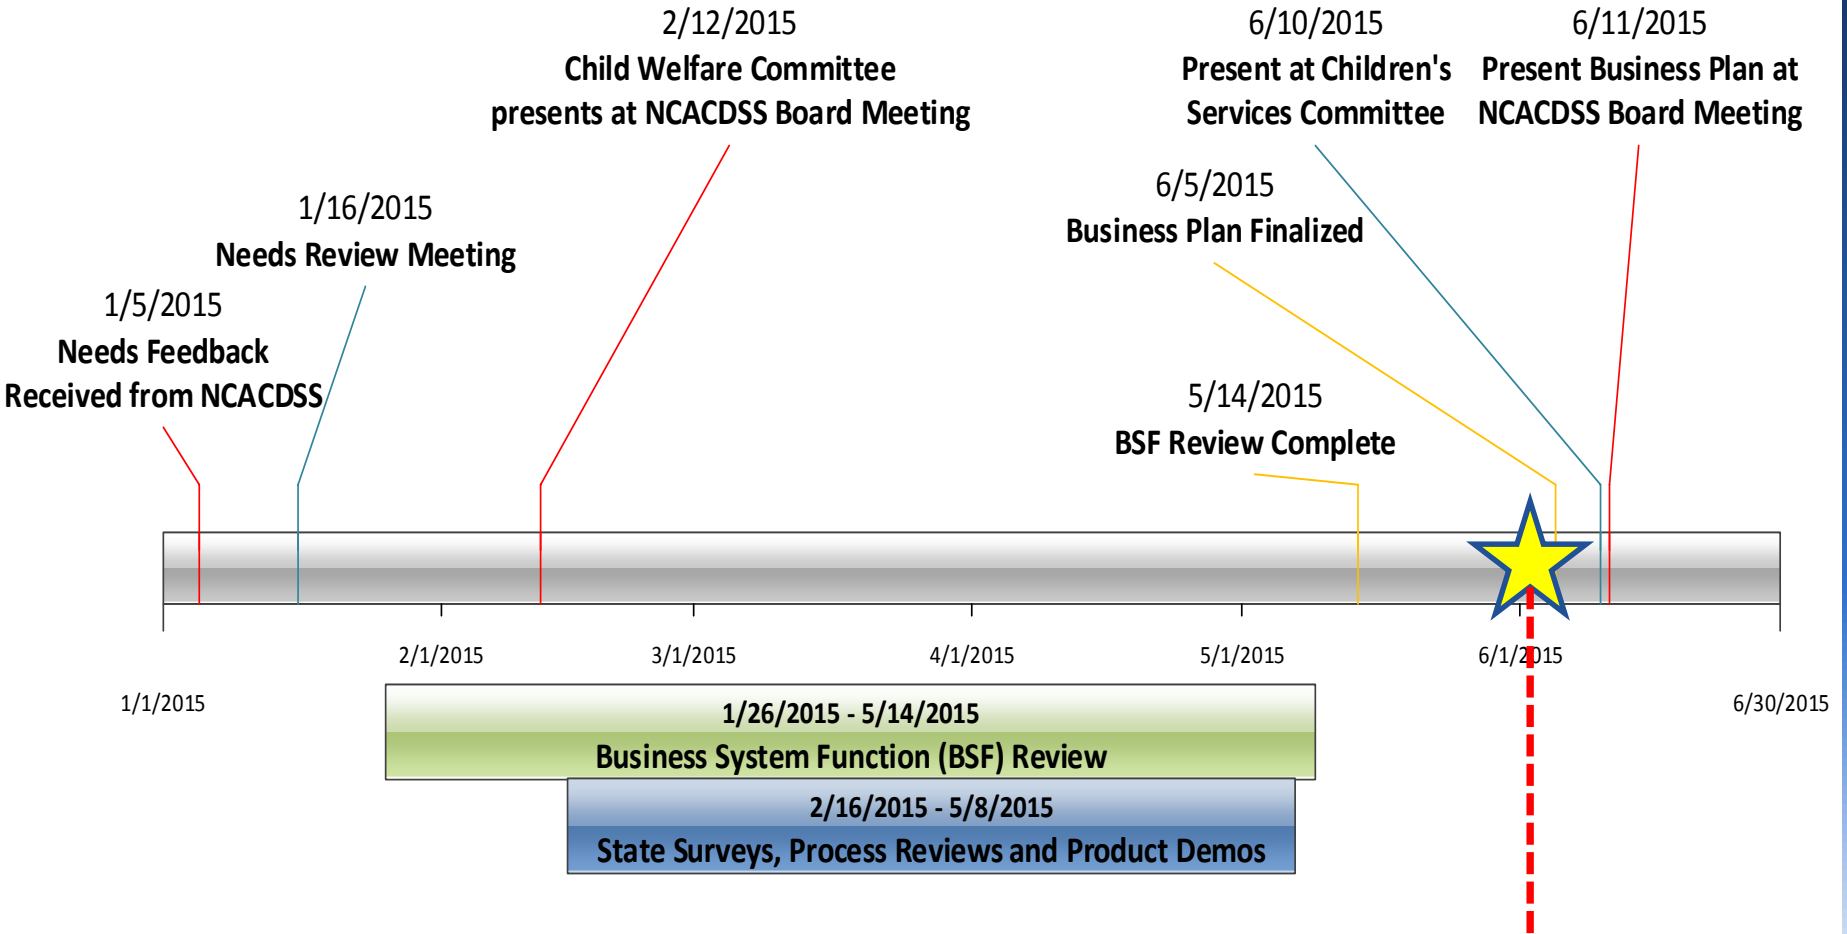 2/12/2015
Child Welfare Committee
presents at NCACDSS Board Meeting
6/10/2015
Present at Children's
Services Committee
6/11/2015
Present Business Plan at
NCACDSS Board Meeting
1/16/2015
Needs Review Meeting
6/5/2015
Business Plan Finalized
1/5/2015
Needs Feedback
Received from NCACDSS
5/14/2015
BSF Review Complete
2/1/2015
3/1/2015
4/1/2015
5/1/2015
6/1/2015
1/1/2015
6/30/2015
1/26/2015 - 5/14/2015
Business System Function (BSF) Review
2/16/2015 - 5/8/2015
State Surveys, Process Reviews and Product Demos